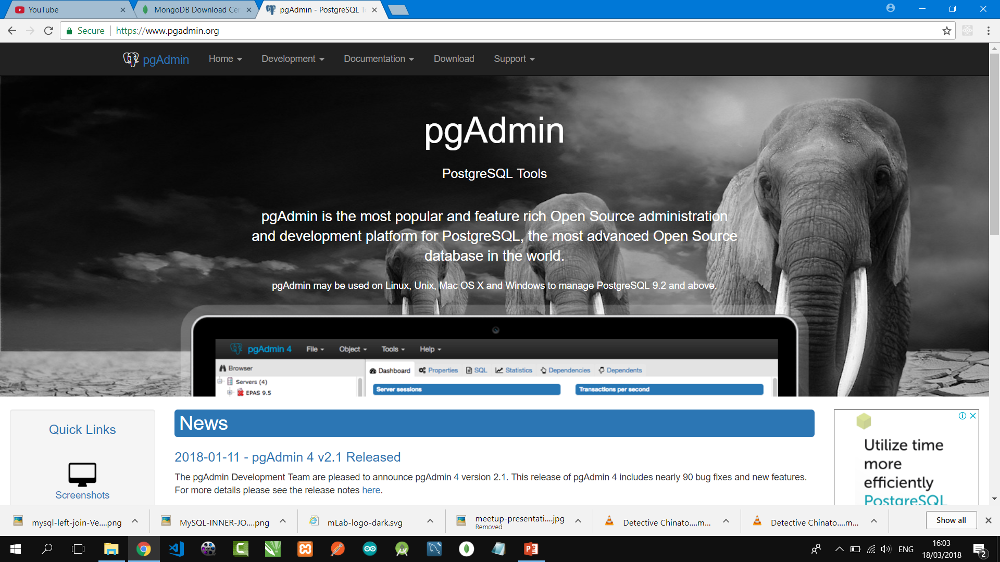 YouTube
MongoDB Download Cen
pgAdmin - PostgreSQL T
Secure
https://www.pgadmin.org
pgAdmin
Home
Development
Documentation
Download
Support
pgAdmin
PostgreSQL Tools
pgAdmin is the most popular and feature rich Open Source administration
and development platform for PostgreSQL, the most advanced Open Source
database in the world.
pgAdmin may be used on Linux, Unix, Mac OS X and Windows to manage PostgreSQL 9.2 and above.
pgAdmin 4
File
Object
Tools
Help
Browser
Dashboard
Properties
SQL
Statistics
Dependencies
Dependents
Servers (4)
EPAS 9.5
Server sessions
Transactions per second
Quick Links
Screenshots
News
2018-01-11 - pgAdmin 4 v2.1 Released
The pgAdmin Development Team are pleased to announce pgAdmin 4 version 2.1. This release of pgAdmin 4 includes nearly 90 bug fixes and new features.
For more details please see the release notes here.
Utilize time
more
efficiently
PostgreSQL
mysql-left-join-Ve....png
MySQL-INNER-JO....png
mLab-logo-dark.svg
meetup-presentati....jpg
Removed
Detective Chinato....m...
Detective Chinato....m...
Show all
ENG
16:03
18/03/2018
2